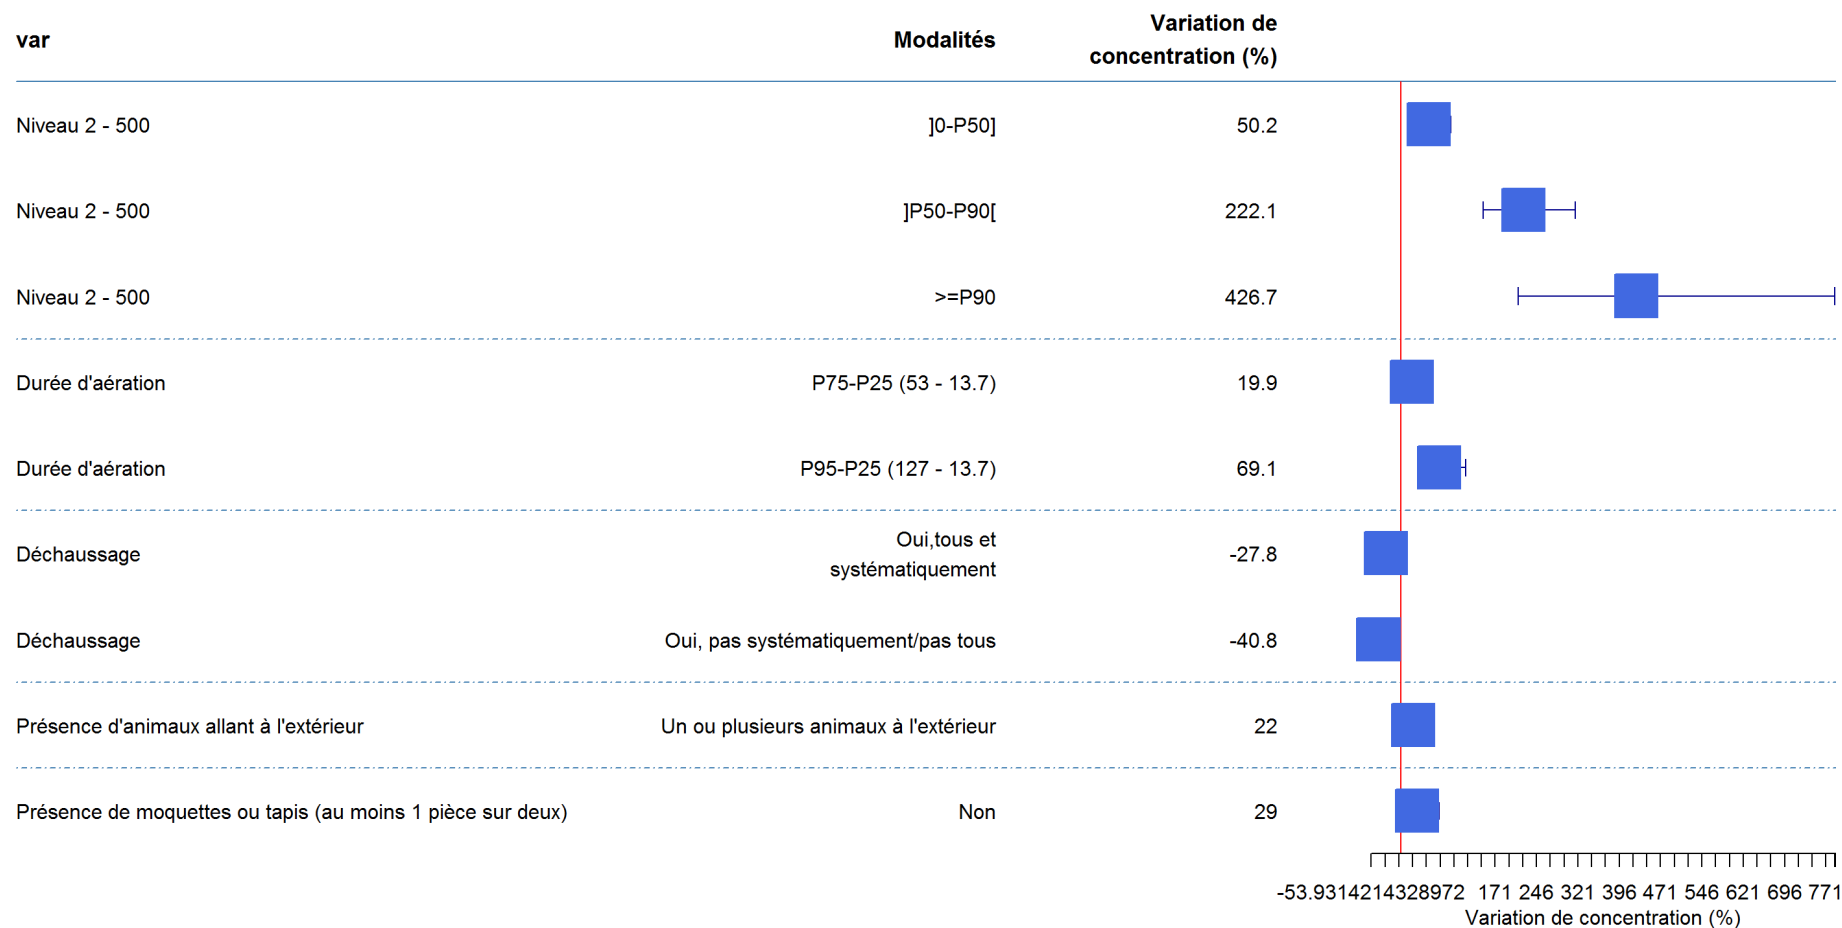 var Modalités Variation de
concentration (%)
Niveau 2 - 500 ]0-P50] 50.2
Niveau 2 - 500 ]P50-P90[ 222.1
Niveau 2 - 500 >=P90 426.7
Durée d'aération P75-P25 (53 - 13.7) 19.9
Durée d'aération P95-P25 (127 - 13.7) 69.1
Déchaussage Oui,tous et
systématiquement -27.8
Déchaussage Oui, pas systématiquement/pas tous -40.8
Présence d'animaux allant à l'extérieur Un ou plusieurs animaux à l'extérieur 22
Présence de moquettes ou tapis (au moins 1 pièce sur deux) Non 29
-53.9314214328972 171 246 321 396 471 546 621 696 771
Variation de concentration (%)